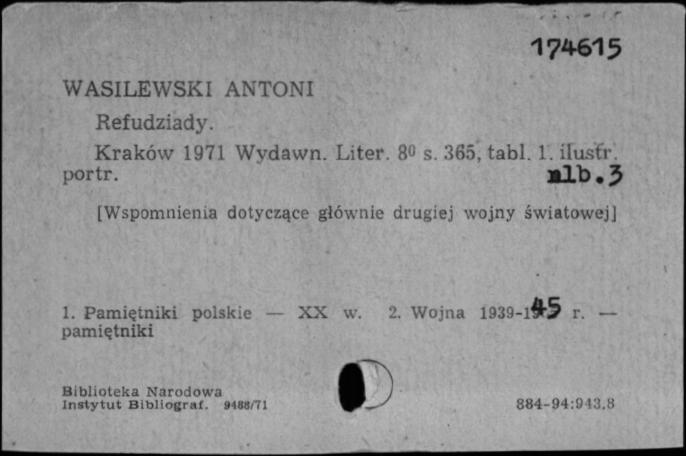 174615
WASILEWSKI ANTONI
Refudziady.
Kraków 1971 Wydawn. Liter. 8⁰ s. 365, tabl. 1. ilustr.
portr. nlb.3
[Wspomnienia dotyczące głównie drugiej wojny światowej]
1. Pamiętniki polskie — XX w. 2. Wojna 1939-1945 r. —
pamiętniki
Biblioteka Narodowa
Instytut Bibliograf. 9488/71 884-94:943.8